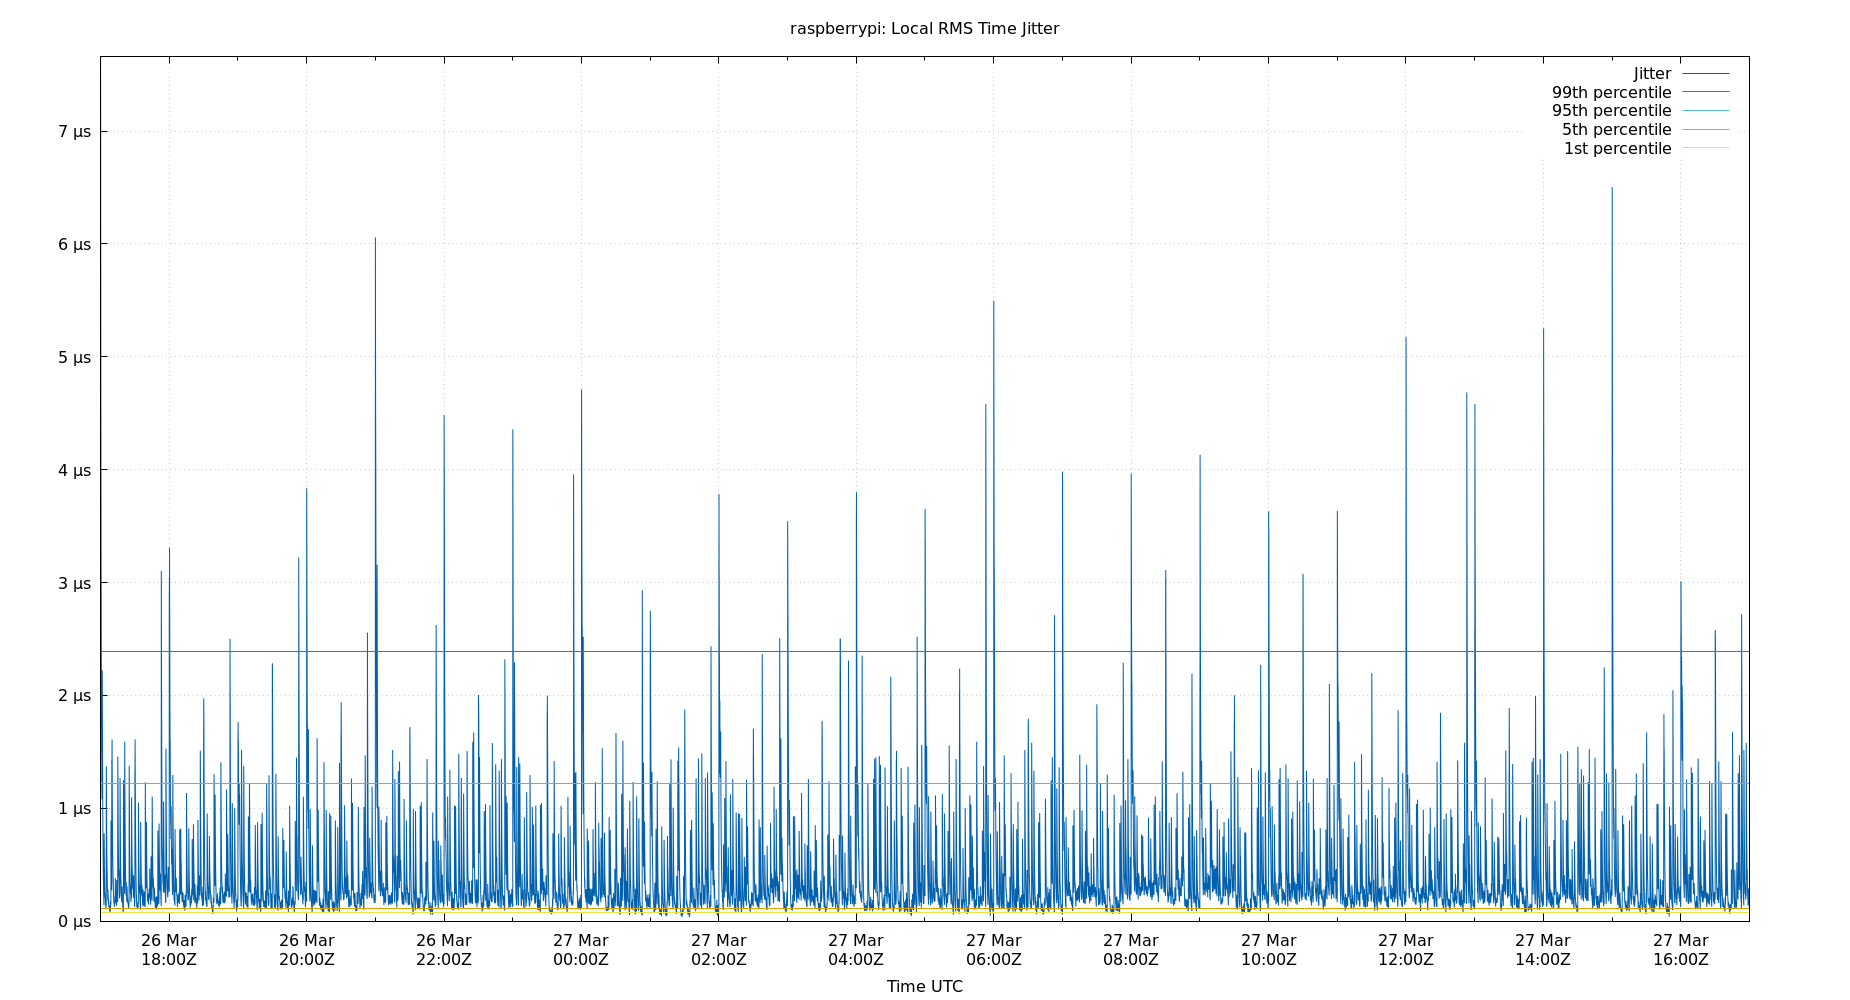 raspberrypi: Local RMS Time Jitter
Jitter
99th percentile
95th percentile
5th percentile
1st percentile
7 µs
6 µs
5 µs
4 µs
3 µs
2 µs
1 µs
0 µs
26 Mar 26 Mar 26 Mar 27 Mar 27 Mar 27 Mar 27 Mar 27 Mar 27 Mar 27 Mar 27 Mar 27 Mar
18:00Z 20:00Z 22:00Z 00:00Z 02:00Z 04:00Z 06:00Z 08:00Z 10:00Z 12:00Z 14:00Z 16:00Z
Time UTC